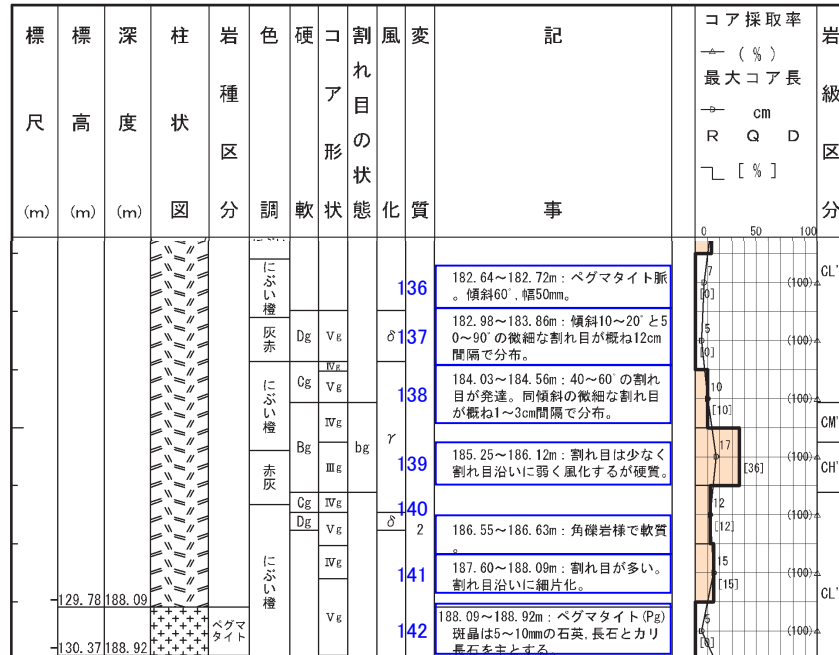 標尺(m)
標高(m)
深度(m)
柱状図
岩種区分
色調
硬軟
コア形状
割れ目の状態
風化
変質
記事
コア採取率
(%)
最大コア長
cm
R Q D
[%]
岩級区分
0 50 100
にぶい橙
灰赤
にぶい橙
赤灰
にぶい橙
Dg
Cg
Bg
Cg
Dg
Ⅴg
Ⅳg
Ⅴg
Ⅳg
Ⅲg
Ⅳg
Ⅴg
Ⅳg
Ⅴg
bg
δ
γ
δ
2
136
182.64~182.72m:ペグマタイト脈
。傾斜60°,幅50mm。
137
182.98~183.86m:傾斜10~20°と5
0~90°の微細な割れ目が概ね12cm
間隔で分布。
138
184.03~184.56m:40~60°の割れ
目が発達。同傾斜の微細な割れ目
が概ね1~3cm間隔で分布。
139
185.25~186.12m:割れ目は少なく
割れ目沿いに弱く風化するが硬質。
140
186.55~186.63m:角礫岩様で軟質
。
141
187.60~188.09m:割れ目が多い。
割れ目沿いに細片化。
142
188.09~188.92m:ペグマタイト(Pg)
斑晶は5~10mmの石英,長石とカリ
長石を主とする。
-129.78 188.09
ペグマタイト
-130.37 188.92
7
[0]
(100)
5
[0]
(100)
10
[10]
(100)
17
[36]
(100)
12
[12]
(100)
15
[15]
(100)
5
[0]
(100)
CL'
CM'
CH'
CL'